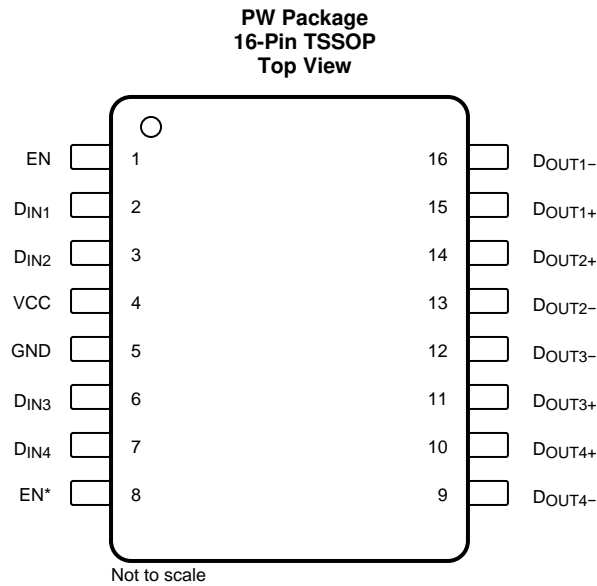 PW Package
16-Pin TSSOP
Top View
EN 1 16 DOUT1−
DIN1 2 15 DOUT1+
DIN2 3 14 DOUT2+
VCC 4 13 DOUT2−
GND 5 12 DOUT3−
DIN3 6 11 DOUT3+
DIN4 7 10 DOUT4+
EN* 8 9 DOUT4−
Not to scale